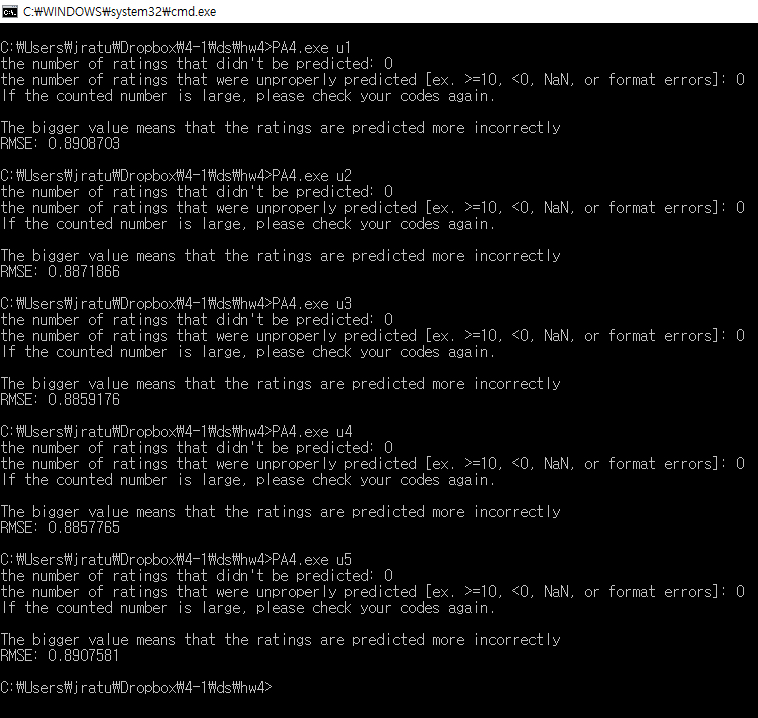 C:₩WINDOWS₩system32₩cmd.exe
C:₩Users₩jratu₩Dropbox₩4-1₩ds₩hw4>PA4.exe u1
the number of ratings that didn't be predicted: 0
the number of ratings that were unproperly predicted [ex. >=10, <0, NaN, or format errors]: 0
If the counted number is large, please check your codes again.
The bigger value means that the ratings are predicted more incorrectly
RMSE: 0.8908703
C:₩Users₩jratu₩Dropbox₩4-1₩ds₩hw4>PA4.exe u2
the number of ratings that didn't be predicted: 0
the number of ratings that were unproperly predicted [ex. >=10, <0, NaN, or format errors]: 0
If the counted number is large, please check your codes again.
The bigger value means that the ratings are predicted more incorrectly
RMSE: 0.8871866
C:₩Users₩jratu₩Dropbox₩4-1₩ds₩hw4>PA4.exe u3
the number of ratings that didn't be predicted: 0
the number of ratings that were unproperly predicted [ex. >=10, <0, NaN, or format errors]: 0
If the counted number is large, please check your codes again.
The bigger value means that the ratings are predicted more incorrectly
RMSE: 0.8859176
C:₩Users₩jratu₩Dropbox₩4-1₩ds₩hw4>PA4.exe u4
the number of ratings that didn't be predicted: 0
the number of ratings that were unproperly predicted [ex. >=10, <0, NaN, or format errors]: 0
If the counted number is large, please check your codes again.
The bigger value means that the ratings are predicted more incorrectly
RMSE: 0.8857765
C:₩Users₩jratu₩Dropbox₩4-1₩ds₩hw4>PA4.exe u5
the number of ratings that didn't be predicted: 0
the number of ratings that were unproperly predicted [ex. >=10, <0, NaN, or format errors]: 0
If the counted number is large, please check your codes again.
The bigger value means that the ratings are predicted more incorrectly
RMSE: 0.8907581
C:₩Users₩jratu₩Dropbox₩4-1₩ds₩hw4>